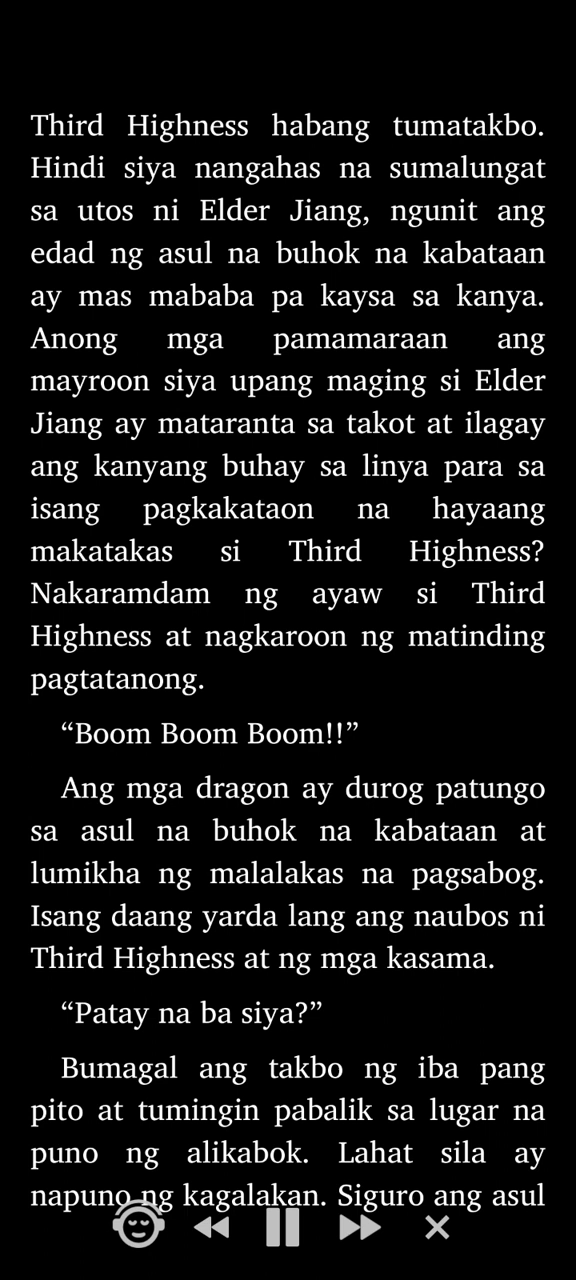 Third Highness habang tumatakbo.
Hindi siya nangahas na sumalungat
sa utos ni Elder Jiang, ngunit ang
edad ng asul na buhok na kabataan
ay mas mababa pa kaysa sa kanya.
Anong mga pamamaraan ang
mayroon siya upang maging si Elder
Jiang ay mataranta sa takot at ilagay
ang kanyang buhay sa linya para sa
isang pagkakataon na hayaang
makatakas si Third Highness?
Nakaramdam ng ayaw si Third
Highness at nagkaroon ng matinding
pagtatanong.
“Boom Boom Boom!!”
Ang mga dragon ay durog patungo
sa asul na buhok na kabataan at
lumikha ng malalakas na pagsabog.
Isang daang yarda lang ang naubos ni
Third Highness at ng mga kasama.
“Patay na ba siya?”
Bumagal ang takbo ng iba pang
pito at tumingin pabalik sa lugar na
puno ng alikabok. Lahat sila ay
napuno ng kagalakan. Siguro ang asul